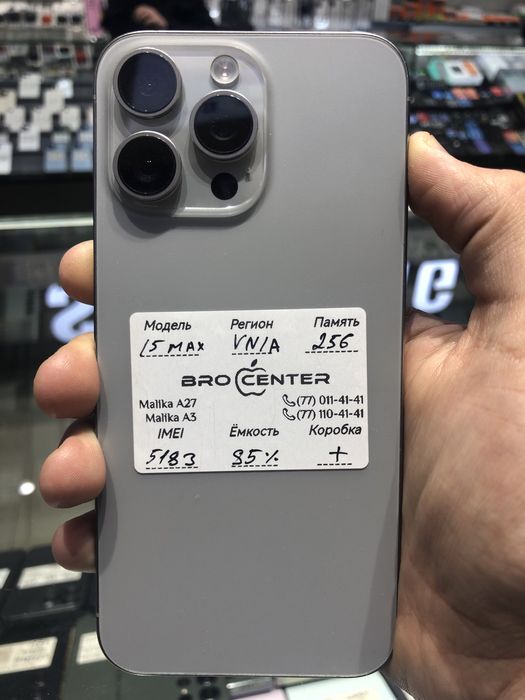 Модель Регион Память
15 MAX VN/A 256
BRO CENTER
Malika A27 (77) 011-41-41
Malika A3 (77) 110-41-41
IMEI Ёмкость Коробка
5183 85% +